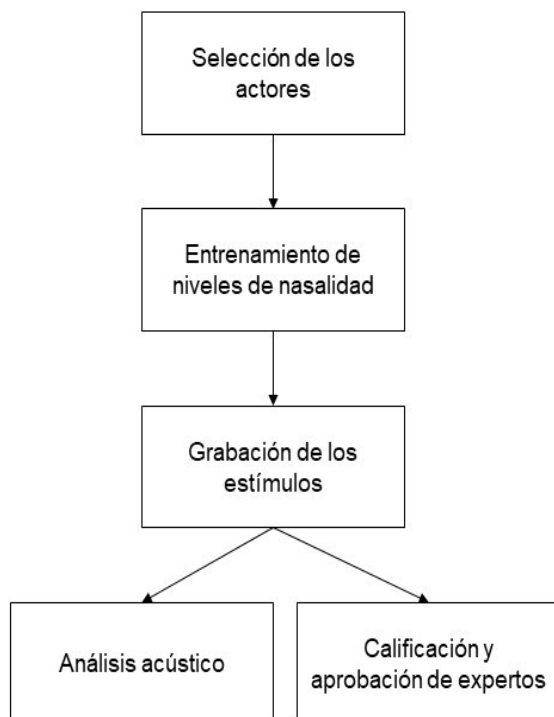 Selección de los
actores
Entrenamiento de
niveles de nasalidad
Grabación de los
estímulos
Análisis acústico
Calificación y
aprobación de expertos